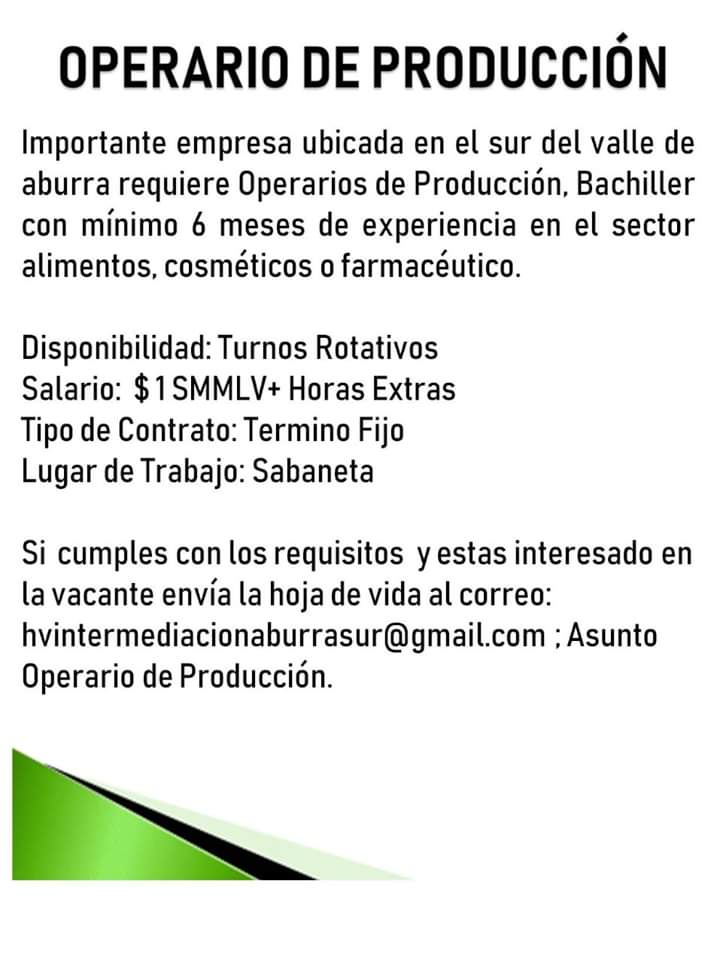 OPERARIO DE PRODUCCIÓN
Importante empresa ubicada en el sur del valle de
aburra requiere Operarios de Producción, Bachiller
con mínimo 6 meses de experiencia en el sector
alimentos, cosméticos o farmacéutico.
Disponibilidad: Turnos Rotativos
Salario: $ 1 SMMLV+ Horas Extras
Tipo de Contrato: Termino Fijo
Lugar de Trabajo: Sabaneta
Si cumples con los requisitos y estas interesado en
la vacante envía la hoja de vida al correo:
hvintermediacionaburrasur@gmail.com ; Asunto
Operario de Producción.